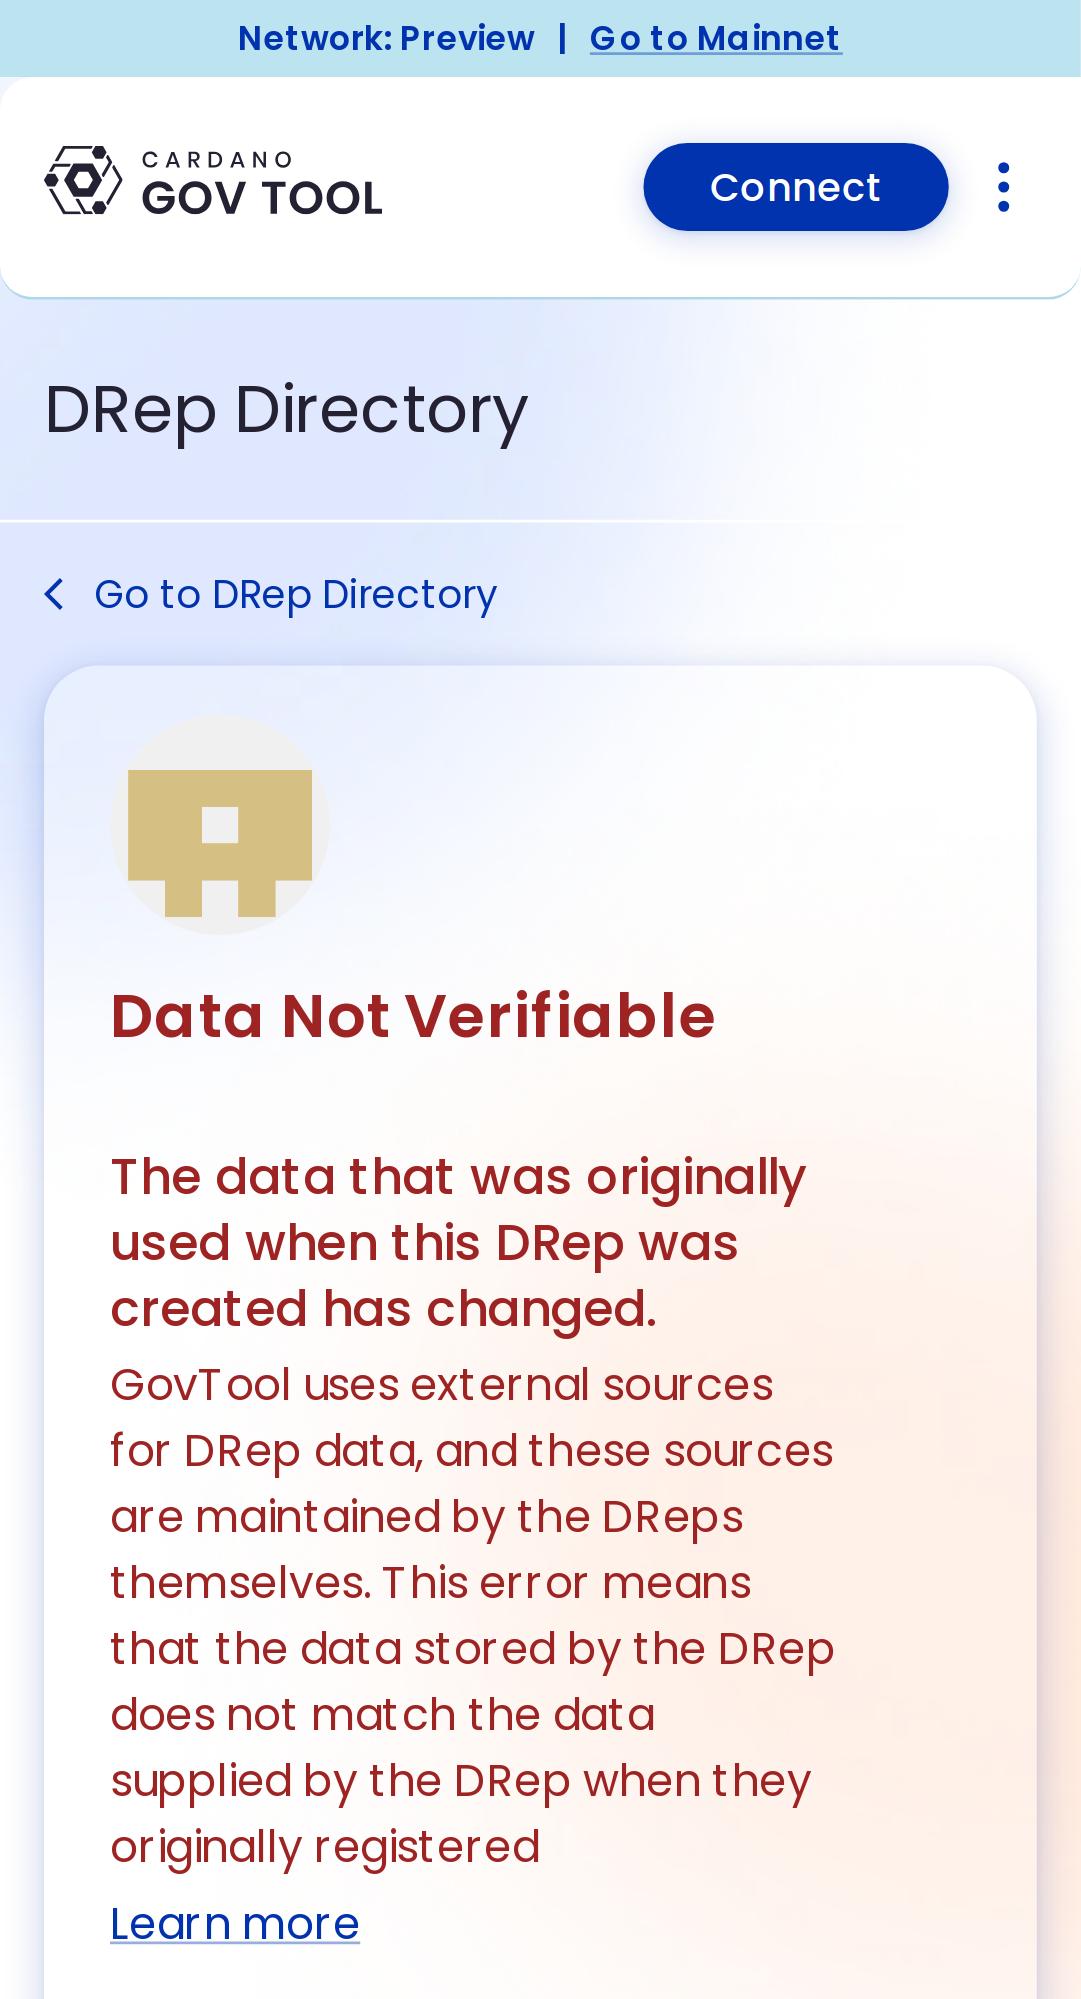 Network: Preview | Go to Mainnet
CARDANO
GOV TOOL
Connect
DRep Directory
Go to DRep Directory
Data Not Verifiable
The data that was originally
used when this DRep was
created has changed.
GovTool uses external sources
for DRep data, and these sources
are maintained by the DReps
themselves. This error means
that the data stored by the DRep
does not match the data
supplied by the DRep when they
originally registered
Learn more